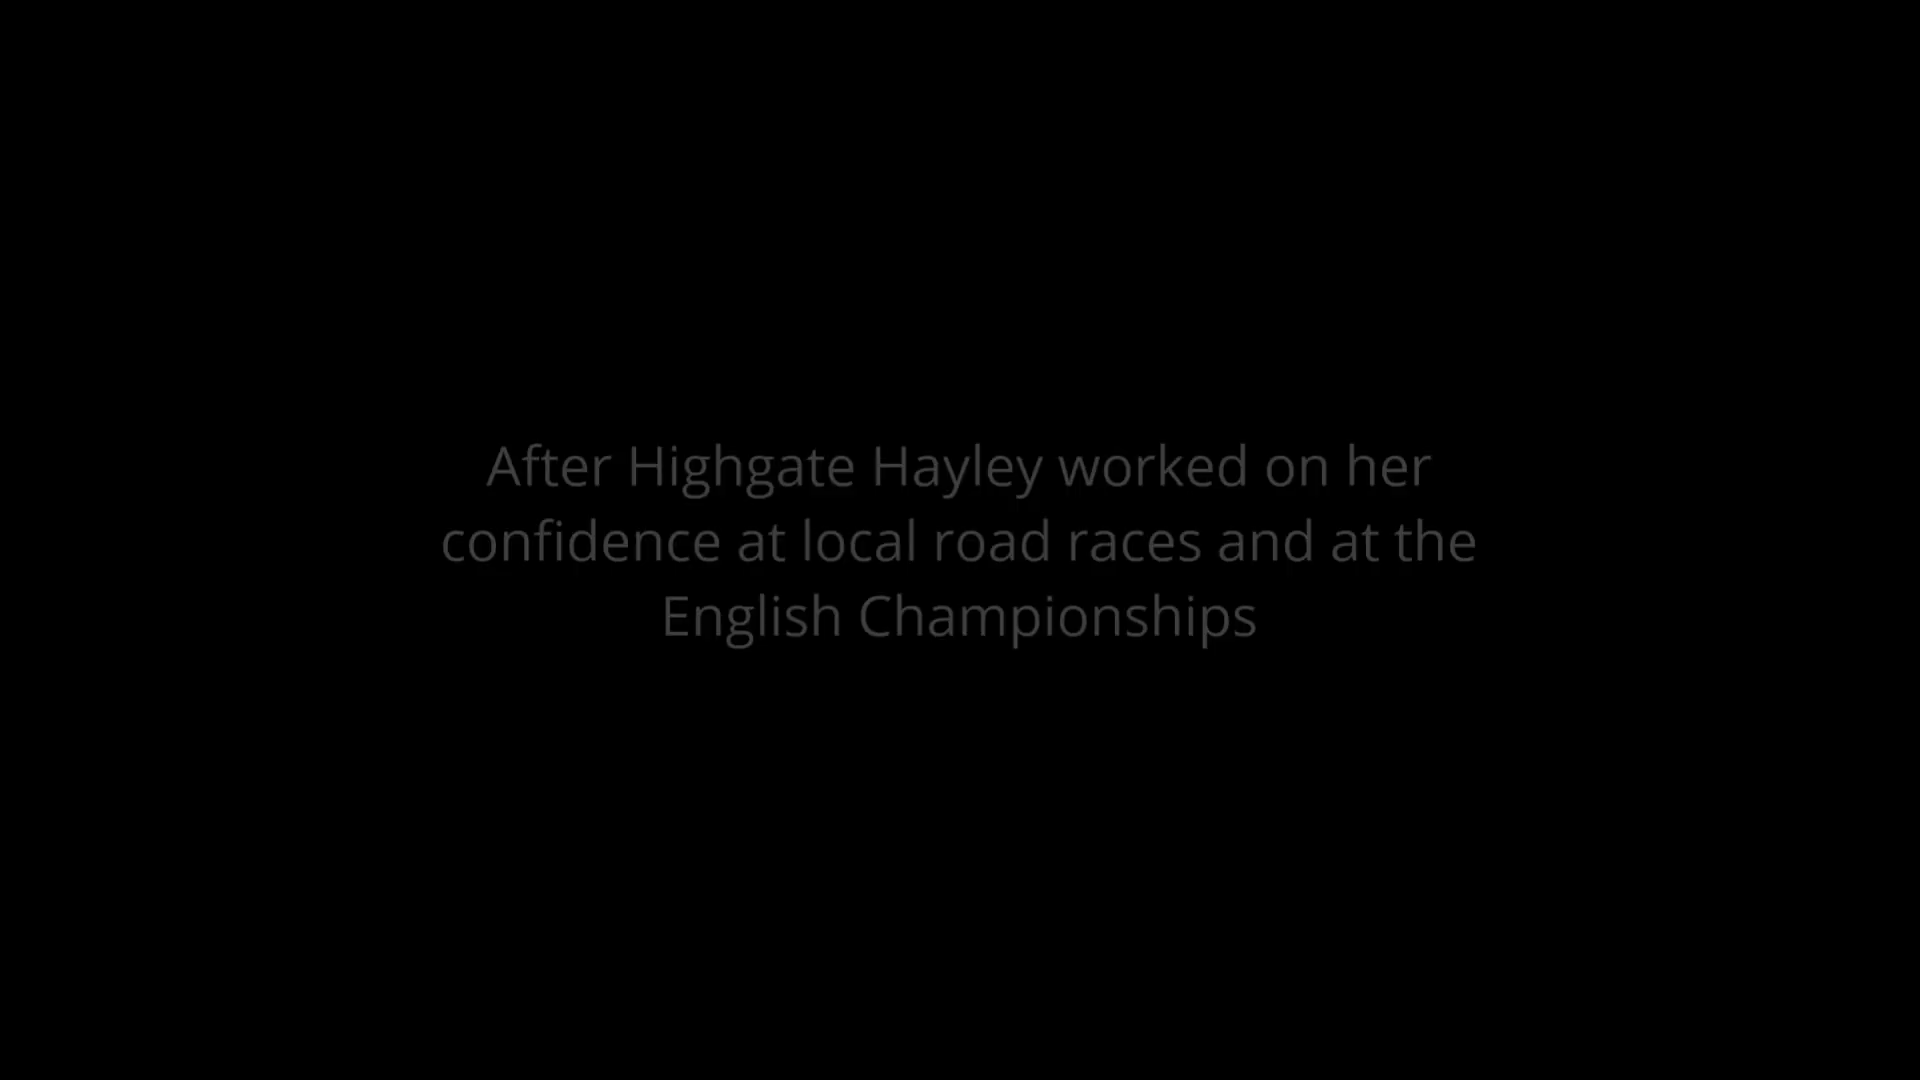 After Highgate Hayley worked on her
confidence at local road races and at the
English Championships